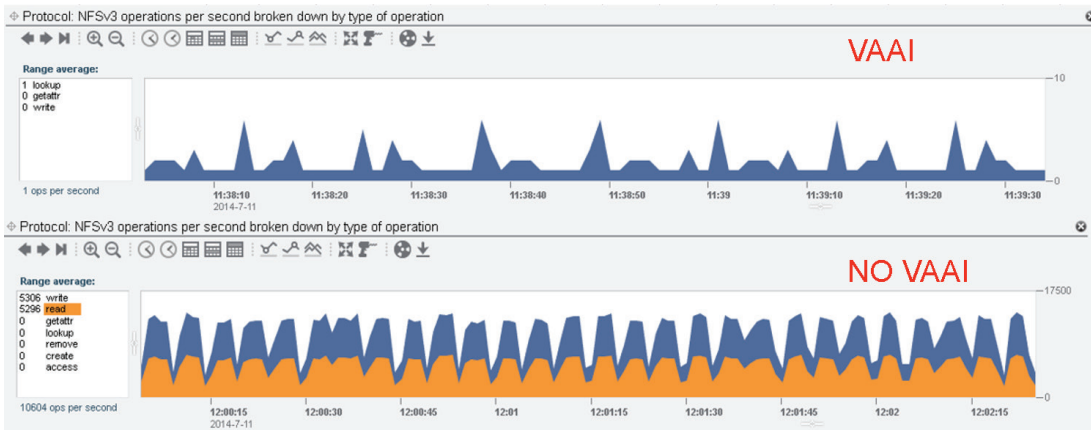 Protocol: NFSv3 operations per second broken down by type of operation
VAAI
Range average:
1 lookup
0 getattr
0 write
10
0
1 ops per second
11:38:10 11:38:20 11:38:30 11:38:40 11:38:50 11:39 11:39:10 11:39:20 11:39:30
2014-7-11
Protocol: NFSv3 operations per second broken down by type of operation
NO VAAI
Range average:
5306 write
5296 read
0 getattr
0 lookup
0 remove
0 create
0 access
17500
0
10604 ops per second
12:00:15 12:00:30 12:00:45 12:01 12:01:15 12:01:30 12:01:45 12:02 12:02:15
2014-7-11